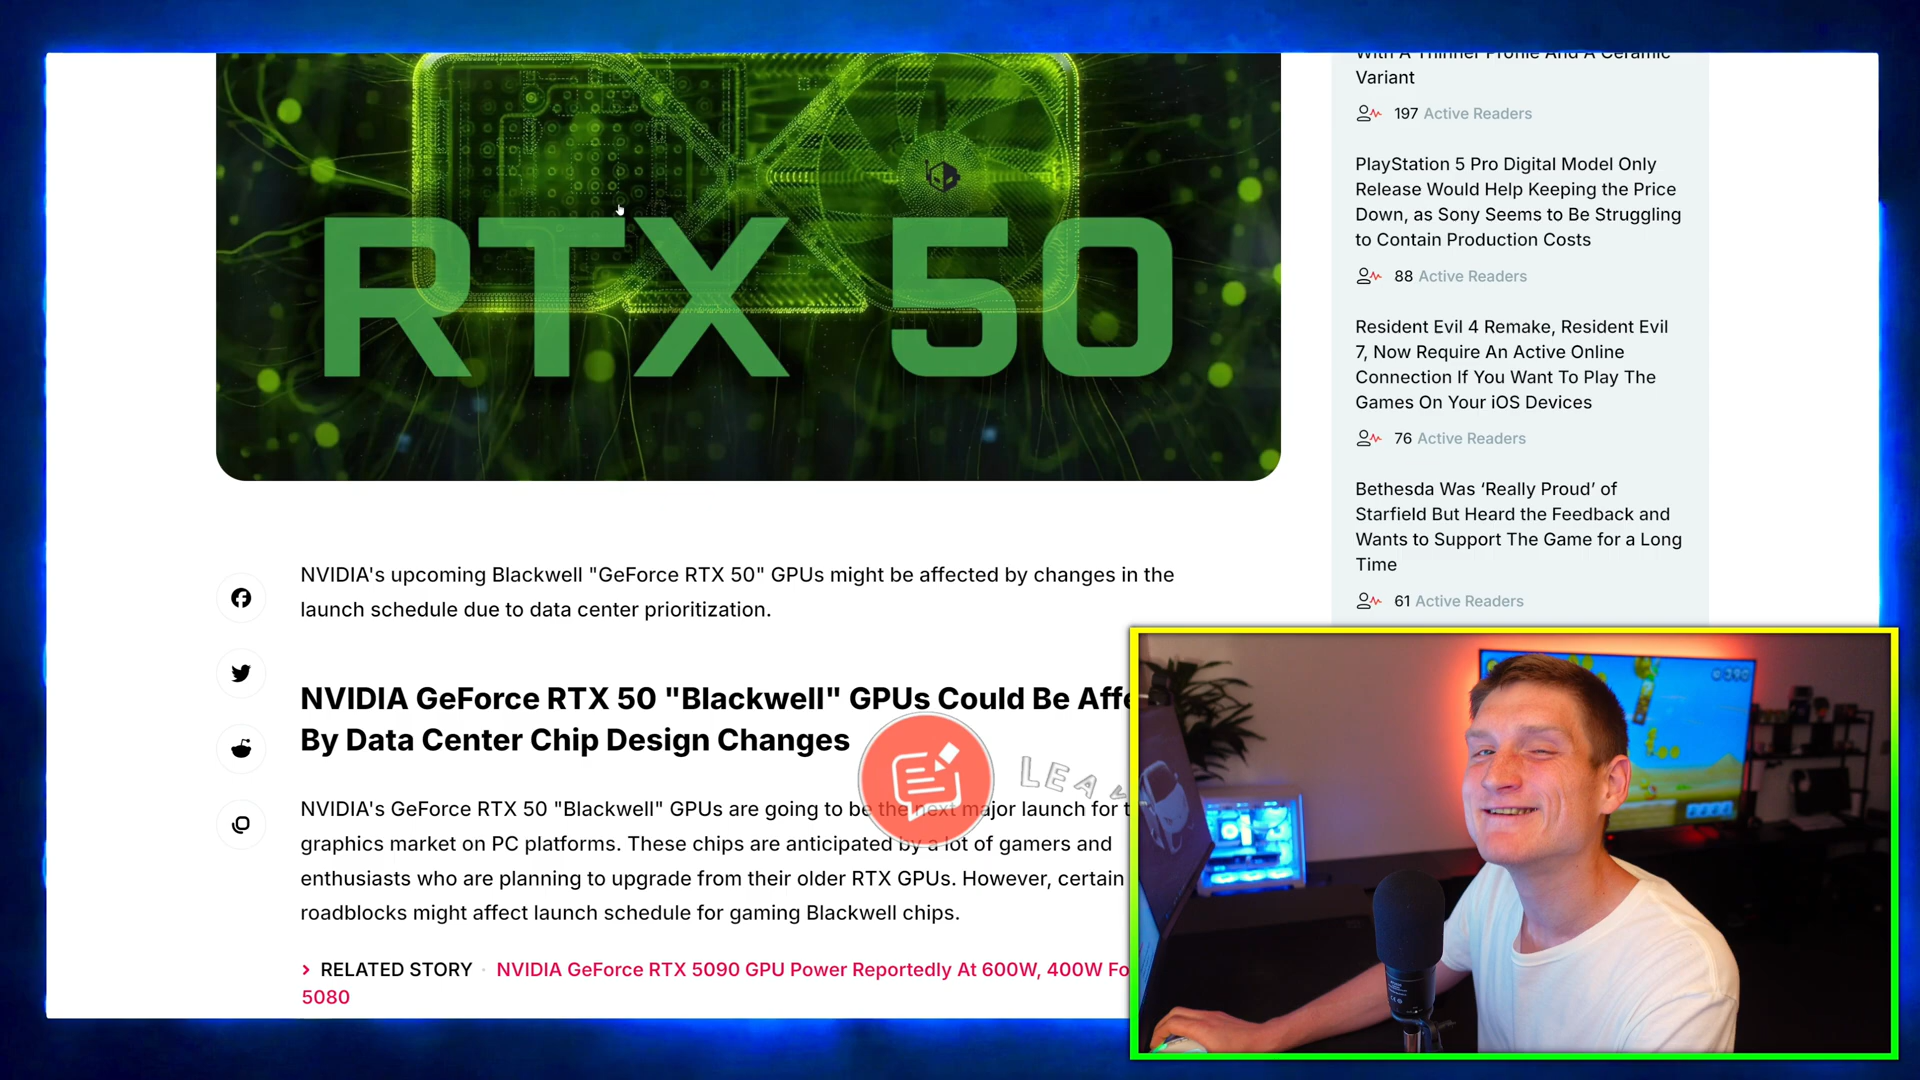 RTX 50
NVIDIA's upcoming Blackwell "GeForce RTX 50" GPUs might be affected by changes in the
launch schedule due to data center prioritization.
NVIDIA GeForce RTX 50 "Blackwell" GPUs Could Be Affe
By Data Center Chip Design Changes
NVIDIA's GeForce RTX 50 "Blackwell" GPUs are going to be the next major launch for t
graphics market on PC platforms. These chips are anticipated by a lot of gamers and
enthusiasts who are planning to upgrade from their older RTX GPUs. However, certain
roadblocks might affect launch schedule for gaming Blackwell chips.
RELATED STORY · NVIDIA GeForce RTX 5090 GPU Power Reportedly At 600W, 400W Fo
5080
LEAV
With A Thinner Profile And A Ceramic
Variant
197 Active Readers
PlayStation 5 Pro Digital Model Only
Release Would Help Keeping the Price
Down, as Sony Seems to Be Struggling
to Contain Production Costs
88 Active Readers
Resident Evil 4 Remake, Resident Evil
7, Now Require An Active Online
Connection If You Want To Play The
Games On Your iOS Devices
76 Active Readers
Bethesda Was ‘Really Proud’ of
Starfield But Heard the Feedback and
Wants to Support The Game for a Long
Time
61 Active Readers